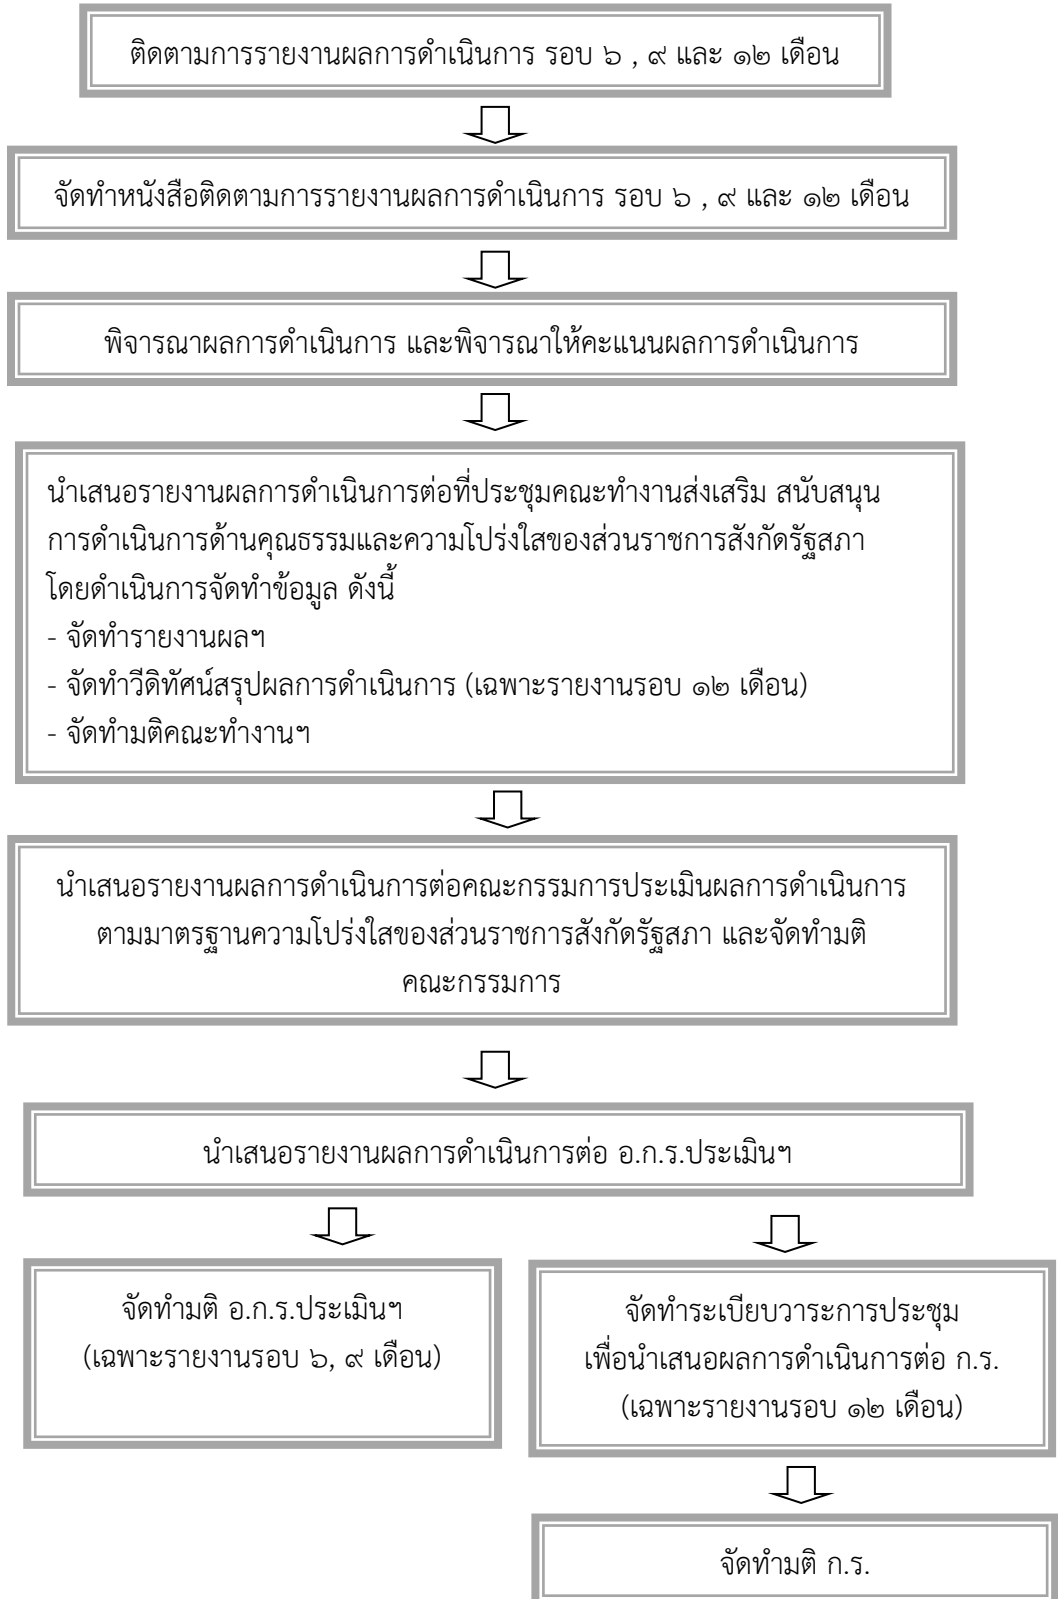 ติดตามการรายงานผลการดำเนินการ รอบ ๖ , ๙ และ ๑๒ เดือน
จัดทำหนังสือติดตามการรายงานผลการดำเนินการ รอบ ๖ , ๙ และ ๑๒ เดือน
พิจารณาผลการดำเนินการ และพิจารณาให้คะแนนผลการดำเนินการ
นำเสนอรายงานผลการดำเนินการต่อที่ประชุมคณะทำงานส่งเสริม สนับสนุน
การดำเนินการด้านคุณธรรมและความโปร่งใสของส่วนราชการสังกัดรัฐสภา
โดยดำเนินการจัดทำข้อมูล ดังนี้
- จัดทำรายงานผลฯ
- จัดทำวีดิทัศน์สรุปผลการดำเนินการ (เฉพาะรายงานรอบ ๑๒ เดือน)
- จัดทำมติคณะทำงานฯ
นำเสนอรายงานผลการดำเนินการต่อคณะกรรมการประเมินผลการดำเนินการ
ตามมาตรฐานความโปร่งใสของส่วนราชการสังกัดรัฐสภา และจัดทำมติ
คณะกรรมการ
นำเสนอรายงานผลการดำเนินการต่อ อ.ก.ร.ประเมินฯ
จัดทำมติ อ.ก.ร.ประเมินฯ
(เฉพาะรายงานรอบ ๖, ๙ เดือน)
จัดทำระเบียบวาระการประชุม
เพื่อนำเสนอผลการดำเนินการต่อ ก.ร.
(เฉพาะรายงานรอบ ๑๒ เดือน)
จัดทำมติ ก.ร.